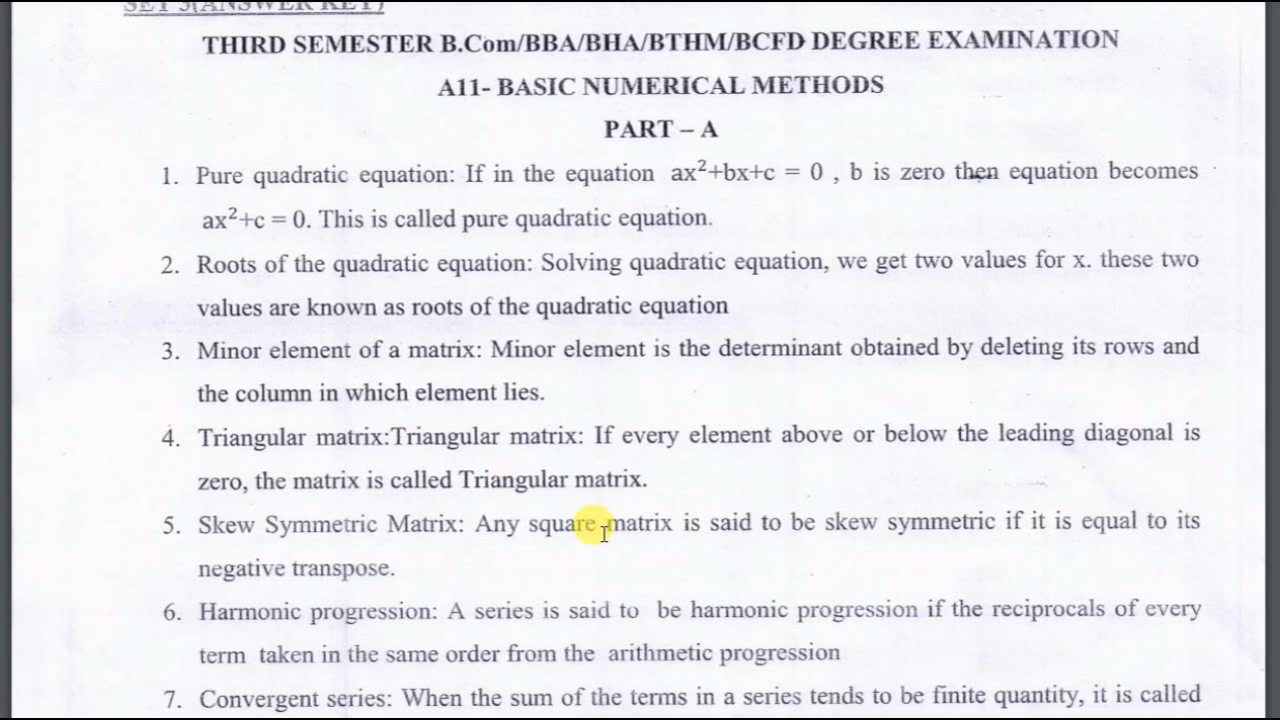 SET 3(ANSWER KEY)
THIRD SEMESTER B.Com/BBA/BHA/BTHM/BCFD DEGREE EXAMINATION
A11- BASIC NUMERICAL METHODS
PART – A
1. Pure quadratic equation: If in the equation ax²+bx+c = 0 , b is zero then equation becomes
ax²+c = 0. This is called pure quadratic equation.
2. Roots of the quadratic equation: Solving quadratic equation, we get two values for x. these two
values are known as roots of the quadratic equation
3. Minor element of a matrix: Minor element is the determinant obtained by deleting its rows and
the column in which element lies.
4. Triangular matrix:Triangular matrix: If every element above or below the leading diagonal is
zero, the matrix is called Triangular matrix.
5. Skew Symmetric Matrix: Any square matrix is said to be skew symmetric if it is equal to its
negative transpose.
6. Harmonic progression: A series is said to be harmonic progression if the reciprocals of every
term taken in the same order from the arithmetic progression
7. Convergent series: When the sum of the terms in a series tends to be finite quantity, it is called